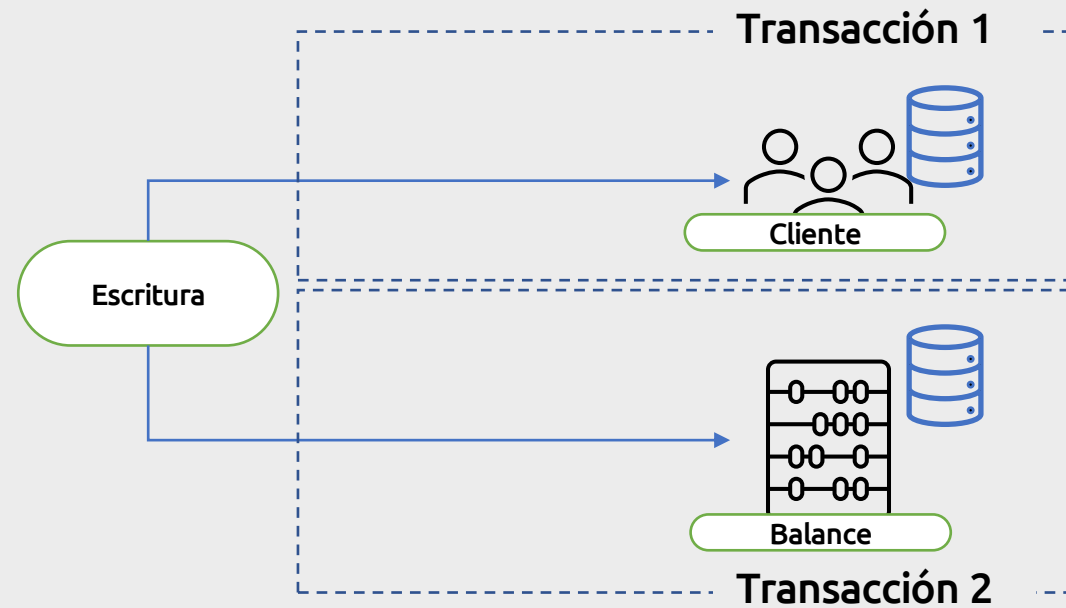 Transacción 1
Cliente
Escritura
Balance
Transacción 2